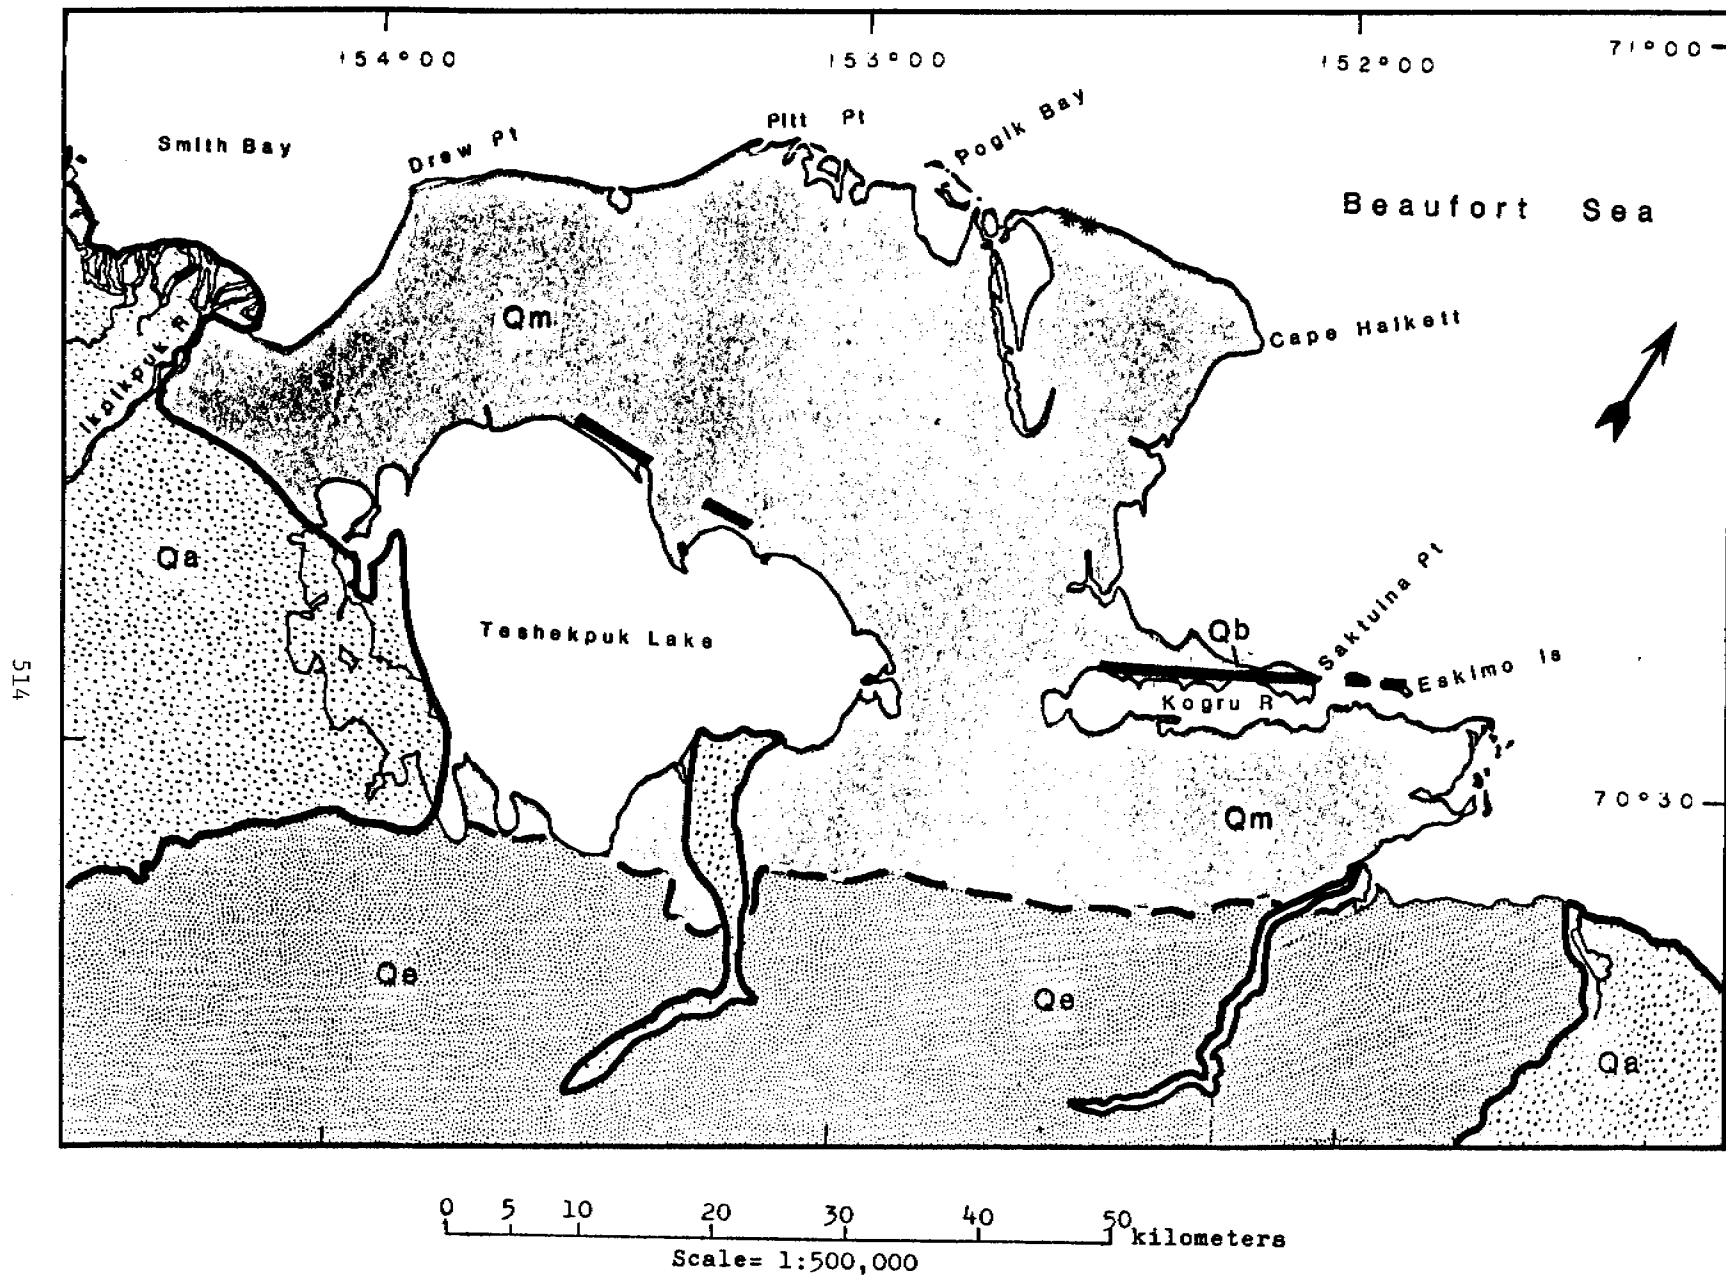 154°00
153°00
152°00
71°00
Smith Bay
Drew Pt
Pitt Pt
Pogik Bay
Beaufort Sea
Ikpikpuk R
Qm
Cape Halkett
Qa
Teshekpuk Lake
Qb
Saktuina Pt
Eskimo Is
Kogru R
514
Qm
70°30
Qe
Qe
Qa
0 5 10 20 30 40 50 kilometers
Scale= 1:500,000